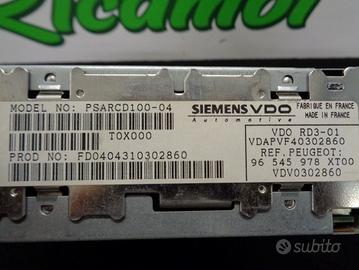 Ricambi
MODEL NO: PSARCD100-04
T0X000
PROD NO: FD0404310302860
SIEMENS VDO
Automotive
FABRIQUE EN FRANCE
MADE IN FRANCE
VDO RD3-01
VDAPVF40302860
REF.PEUGEOT:
96 545 978 XT00
VDV0302860
subito